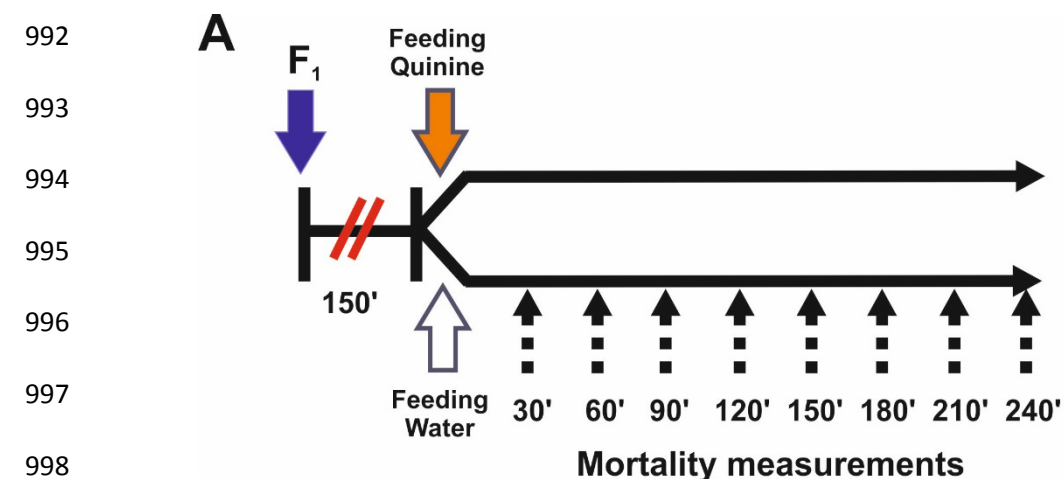 992
A
Feeding
Quinine
F1
993
994
995
150'
996
997
Feeding
Water
30' 60' 90' 120' 150' 180' 210' 240'
998
Mortality measurements